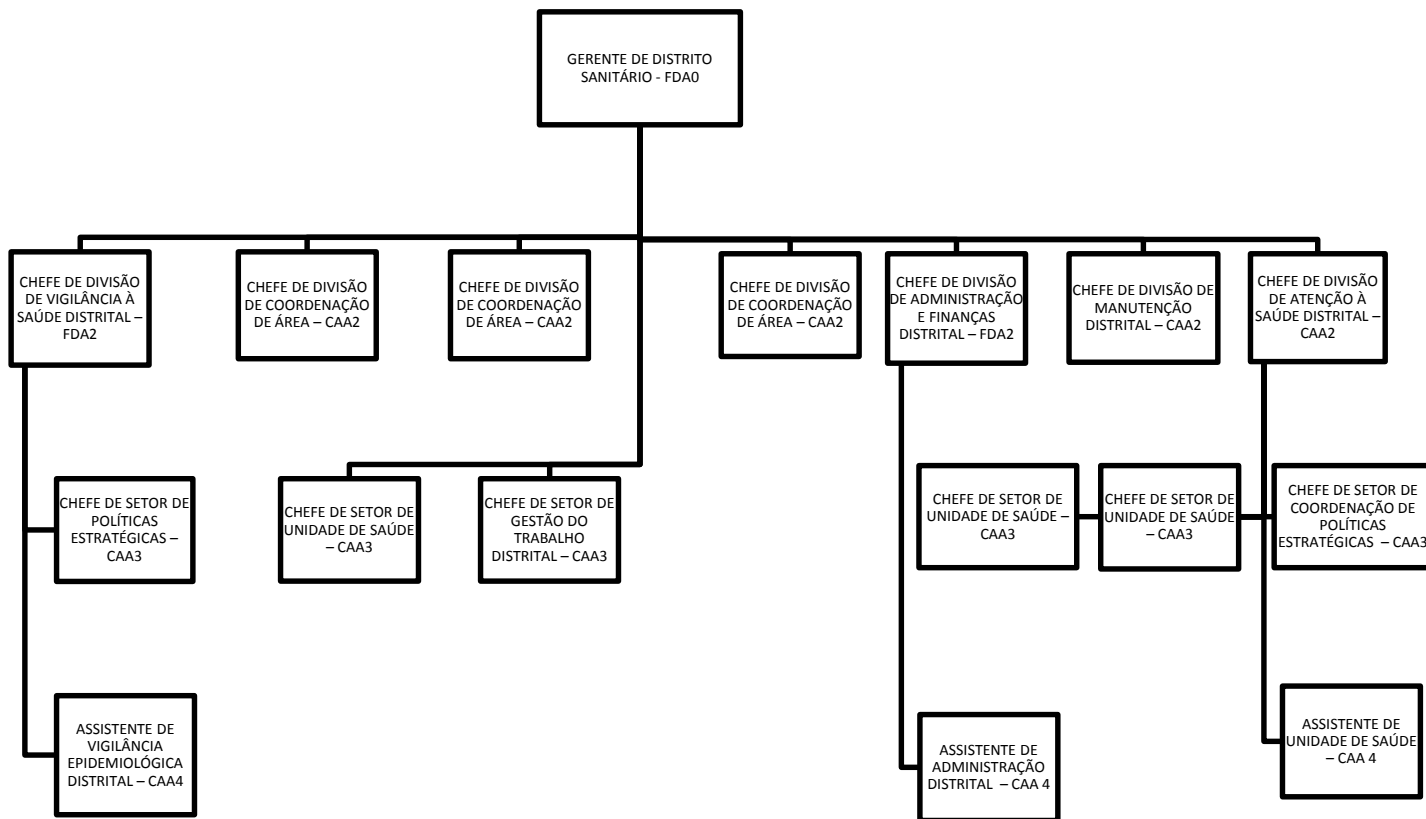 GERENTE DE DISTRITO
SANITÁRIO - FDA0
CHEFE DE DIVISÃO
DE VIGILÂNCIA À
SAÚDE DISTRITAL –
FDA2
CHEFE DE DIVISÃO
DE COORDENAÇÃO
DE ÁREA – CAA2
CHEFE DE DIVISÃO
DE COORDENAÇÃO
DE ÁREA – CAA2
CHEFE DE DIVISÃO
DE COORDENAÇÃO
DE ÁREA – CAA2
CHEFE DE DIVISÃO
DE ADMINISTRAÇÃO
E FINANÇAS
DISTRITAL – FDA2
CHEFE DE DIVISÃO DE
MANUTENÇÃO
DISTRITAL – CAA2
CHEFE DE DIVISÃO
DE ATENÇÃO À
SAÚDE DISTRITAL –
CAA2
CHEFE DE SETOR DE
POLÍTICAS
ESTRATÉGICAS –
CAA3
CHEFE DE SETOR DE
UNIDADE DE SAÚDE
– CAA3
CHEFE DE SETOR DE
GESTÃO DO
TRABALHO
DISTRITAL – CAA3
CHEFE DE SETOR DE
UNIDADE DE SAÚDE –
CAA3
CHEFE DE SETOR DE
UNIDADE DE SAÚDE –
CAA3
CHEFE DE SETOR DE
COORDENAÇÃO DE
POLÍTICAS
ESTRATÉGICAS – CAA3
ASSISTENTE DE
VIGILÂNCIA
EPIDEMIOLÓGICA
DISTRITAL – CAA4
ASSISTENTE DE
ADMINISTRAÇÃO
DISTRITAL – CAA 4
ASSISTENTE DE
UNIDADE DE SAÚDE
– CAA 4